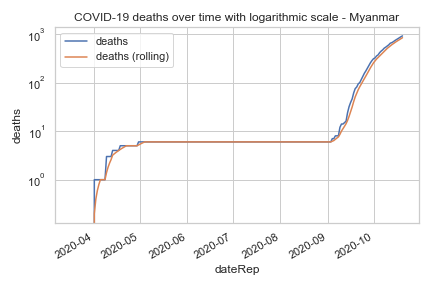 COVID-19 deaths over time with logarithmic scale - Myanmar
deaths
deaths (rolling)
10³
10²
10¹
10⁰
deaths
2020-04
2020-05
2020-06
2020-07
2020-08
2020-09
2020-10
dateRep